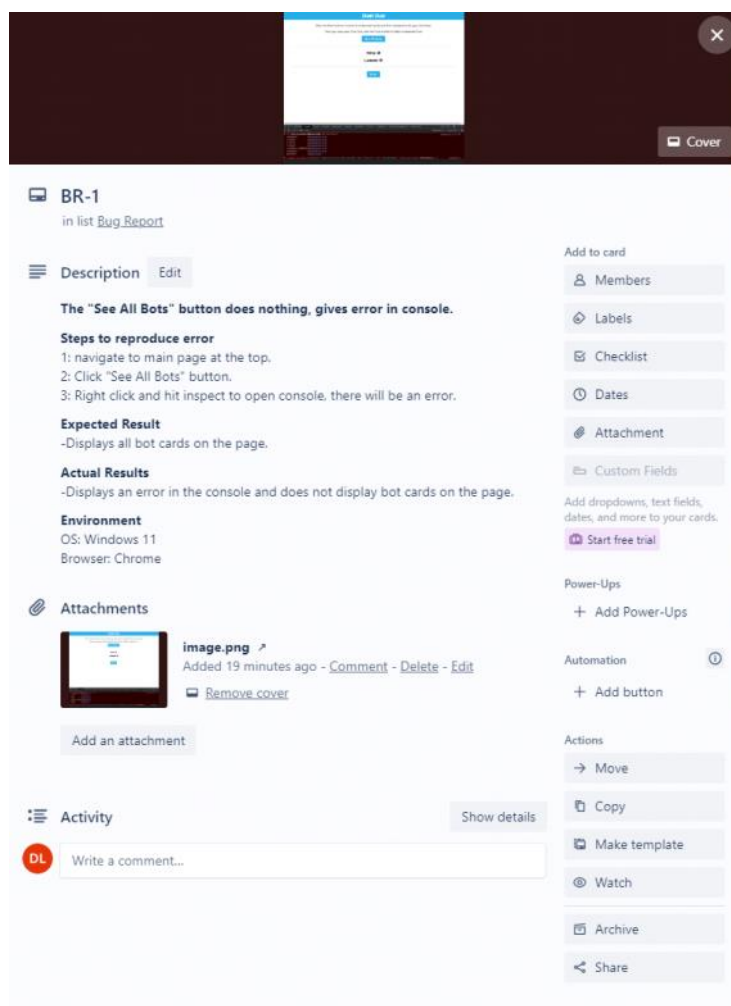 Cover
BR-1
in list Bug Report
Description Edit
The "See All Bots" button does nothing, gives error in console.
Steps to reproduce error
1: navigate to main page at the top.
2: Click "See All Bots" button.
3: Right click and hit inspect to open console, there will be an error.
Expected Result
-Displays all bot cards on the page.
Actual Results
-Displays an error in the console and does not display bot cards on the page.
Environment
OS: Windows 11
Browser: Chrome
Attachments
image.png
Added 19 minutes ago - Comment - Delete - Edit
Remove cover
Add an attachment
Activity
Show details
DL
Write a comment...
Add to card
Members
Labels
Checklist
Dates
Attachment
Custom Fields
Add dropdowns, text fields,
dates, and more to your cards.
Start free trial
Power-Ups
+ Add Power-Ups
Automation
+ Add button
Actions
Move
Copy
Make template
Watch
Archive
Share